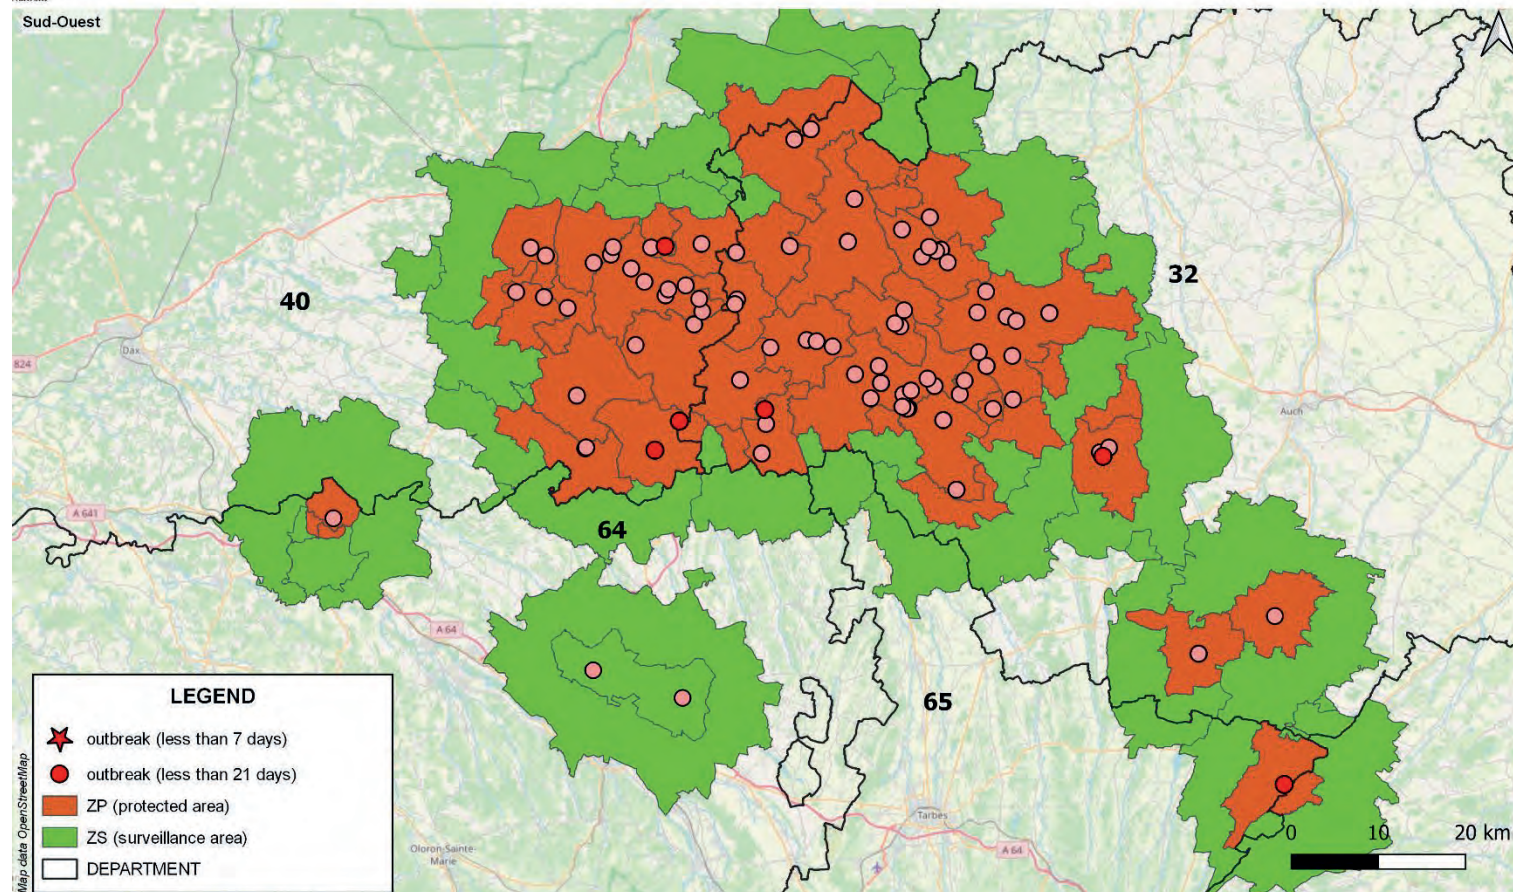 Sud-Ouest
40
32
824
Dax
Auch
A 641
64
A 64
65
LEGEND
outbreak (less than 7 days)
outbreak (less than 21 days)
ZP (protected area)
ZS (surveillance area)
DEPARTMENT
Map data OpenStreetMap
Oloron-Sainte-
Marie
Tarbes
A 64
0 10 20 km